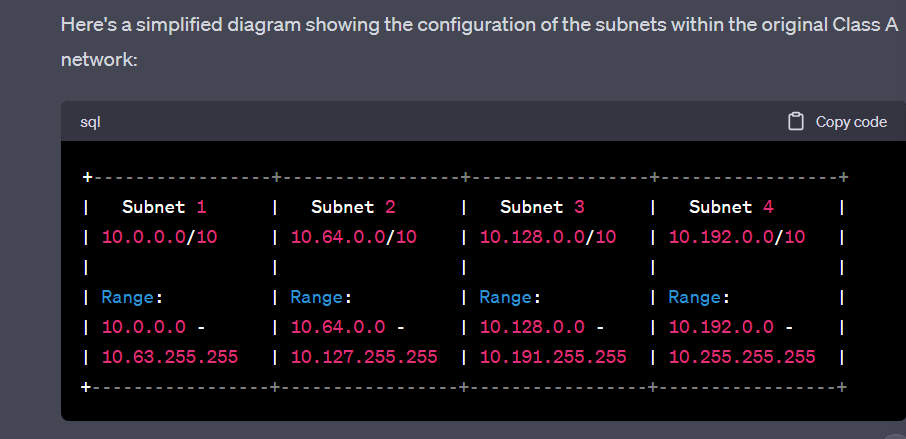 Here's a simplified diagram showing the configuration of the subnets within the original Class A
network:
sql Copy code
+-----------------+-----------------+-----------------+-----------------+
| Subnet 1 | Subnet 2 | Subnet 3 | Subnet 4 |
| 10.0.0.0/10 | 10.64.0.0/10 | 10.128.0.0/10 | 10.192.0.0/10 |
| | | | |
| Range: | Range: | Range: | Range: |
| 10.0.0.0 - | 10.64.0.0 - | 10.128.0.0 - | 10.192.0.0 - |
| 10.63.255.255 | 10.127.255.255 | 10.191.255.255 | 10.255.255.255 |
+-----------------+-----------------+-----------------+-----------------+